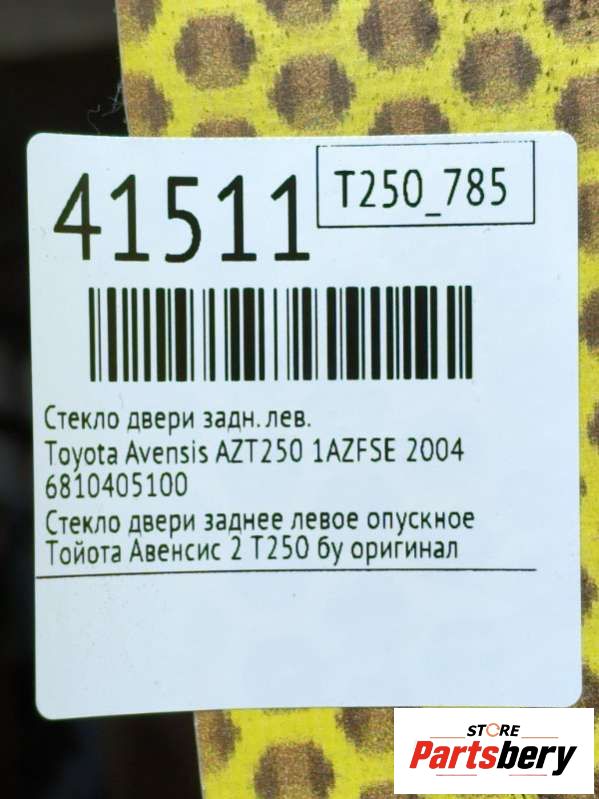 41511
T250_785
Стекло двери задн. лев.
Toyota Avensis AZT250 1AZFSE 2004
6810405100
Стекло двери заднее левое опускное
Тойота Авенсис 2 Т250 бу оригинал
STORE
Partsbery